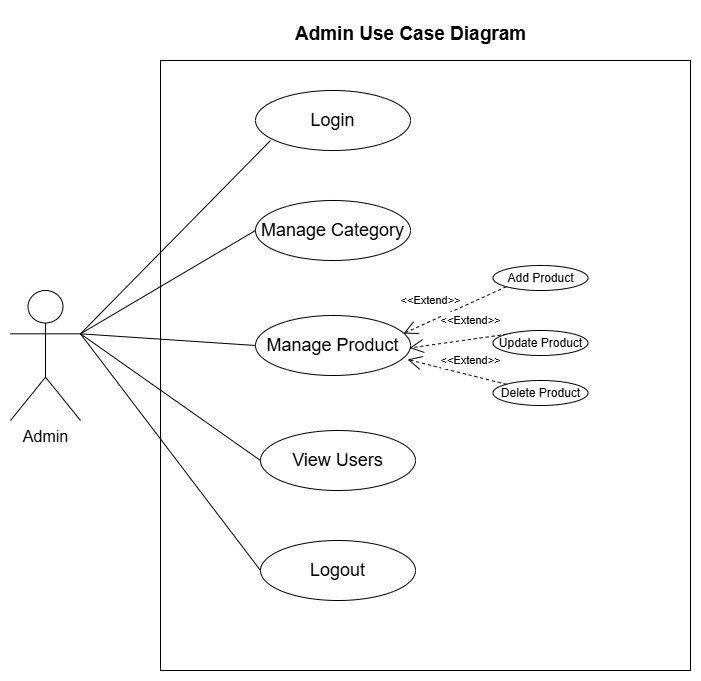 Admin Use Case Diagram
Login
Manage Category
Add Product
<<Extend>>
<<Extend>>
Manage Product
Update Product
<<Extend>>
Delete Product
Admin
View Users
Logout